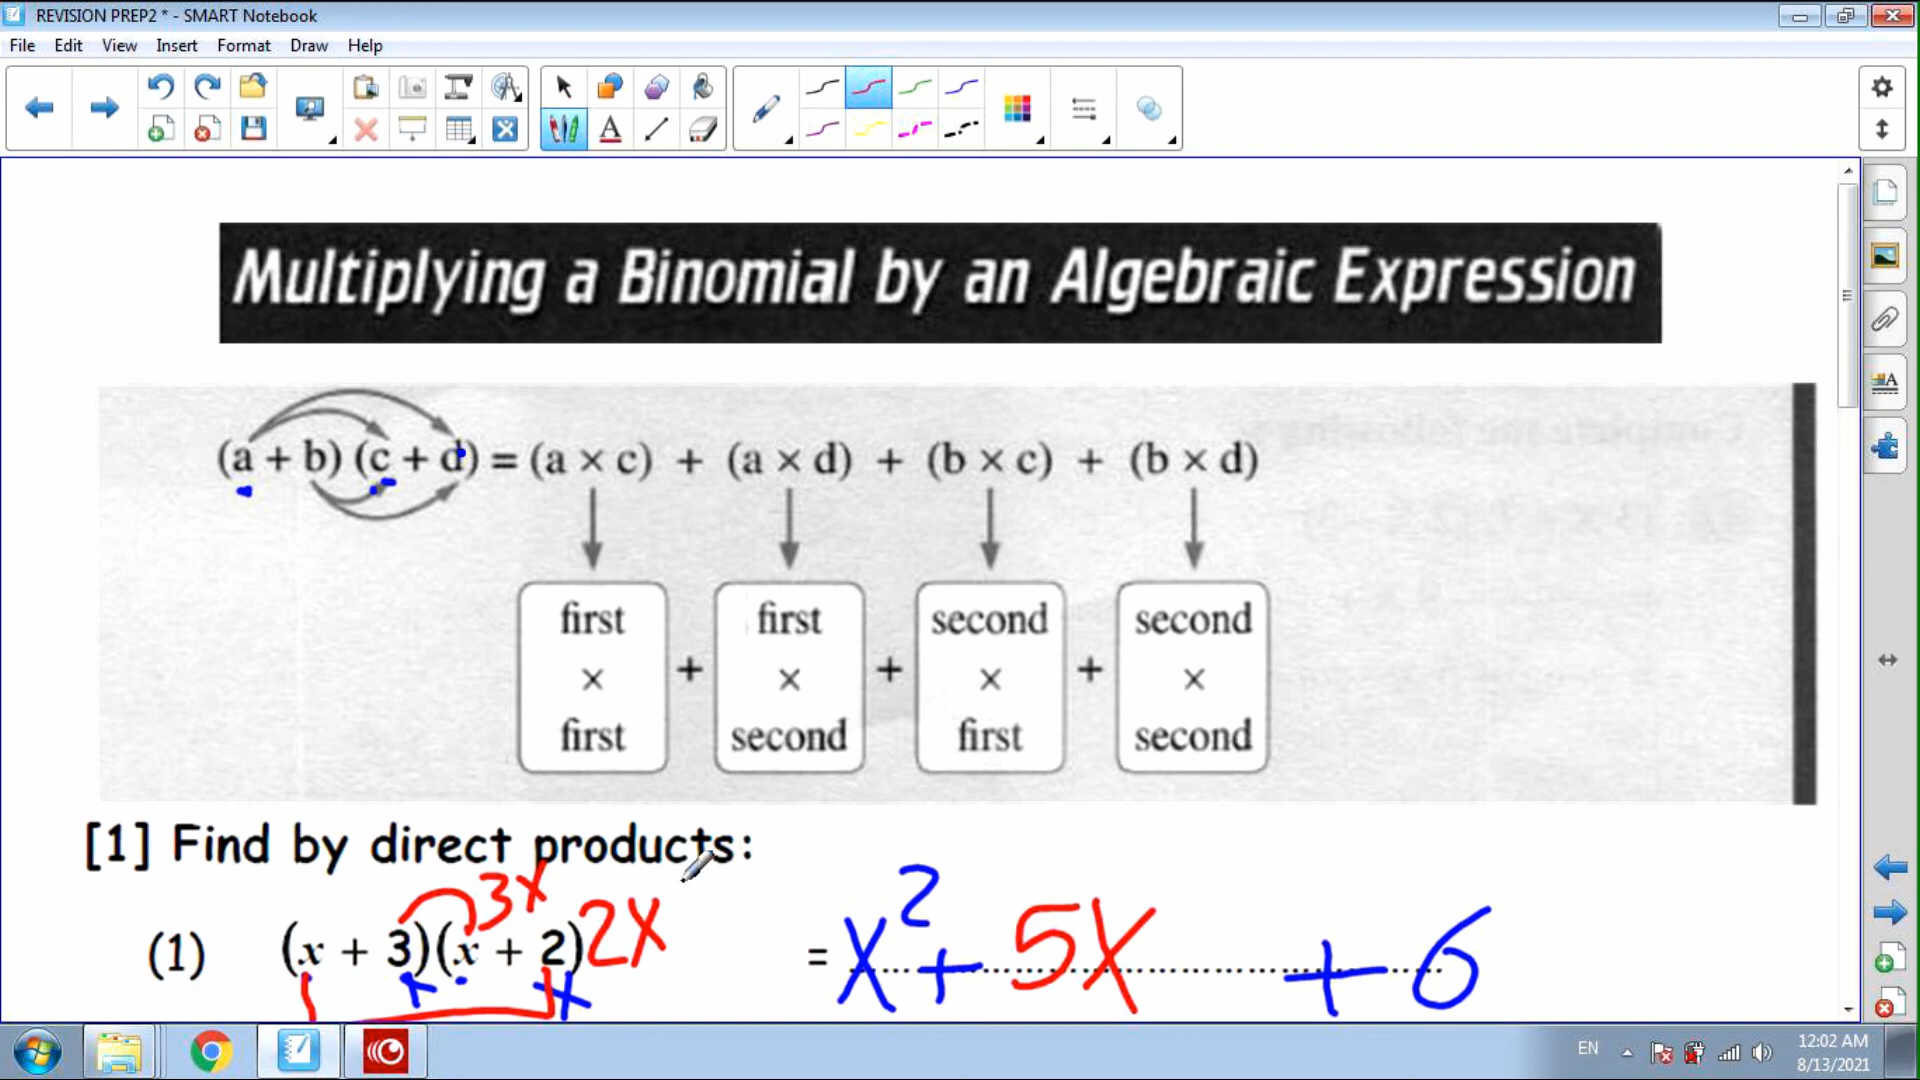 REVISION PREP2 * - SMART Notebook
File Edit View Insert Format Draw Help
Multiplying a Binomial by an Algebraic Expression
(a + b) (c + d) = (a × c) + (a × d) + (b × c) + (b × d)
first × first + first × second + second × first + second × second
[1] Find by direct products:
3x
(1) (x + 3)(x + 2) 2x = x² + 5x + 6
EN
12:02 AM
8/13/2021